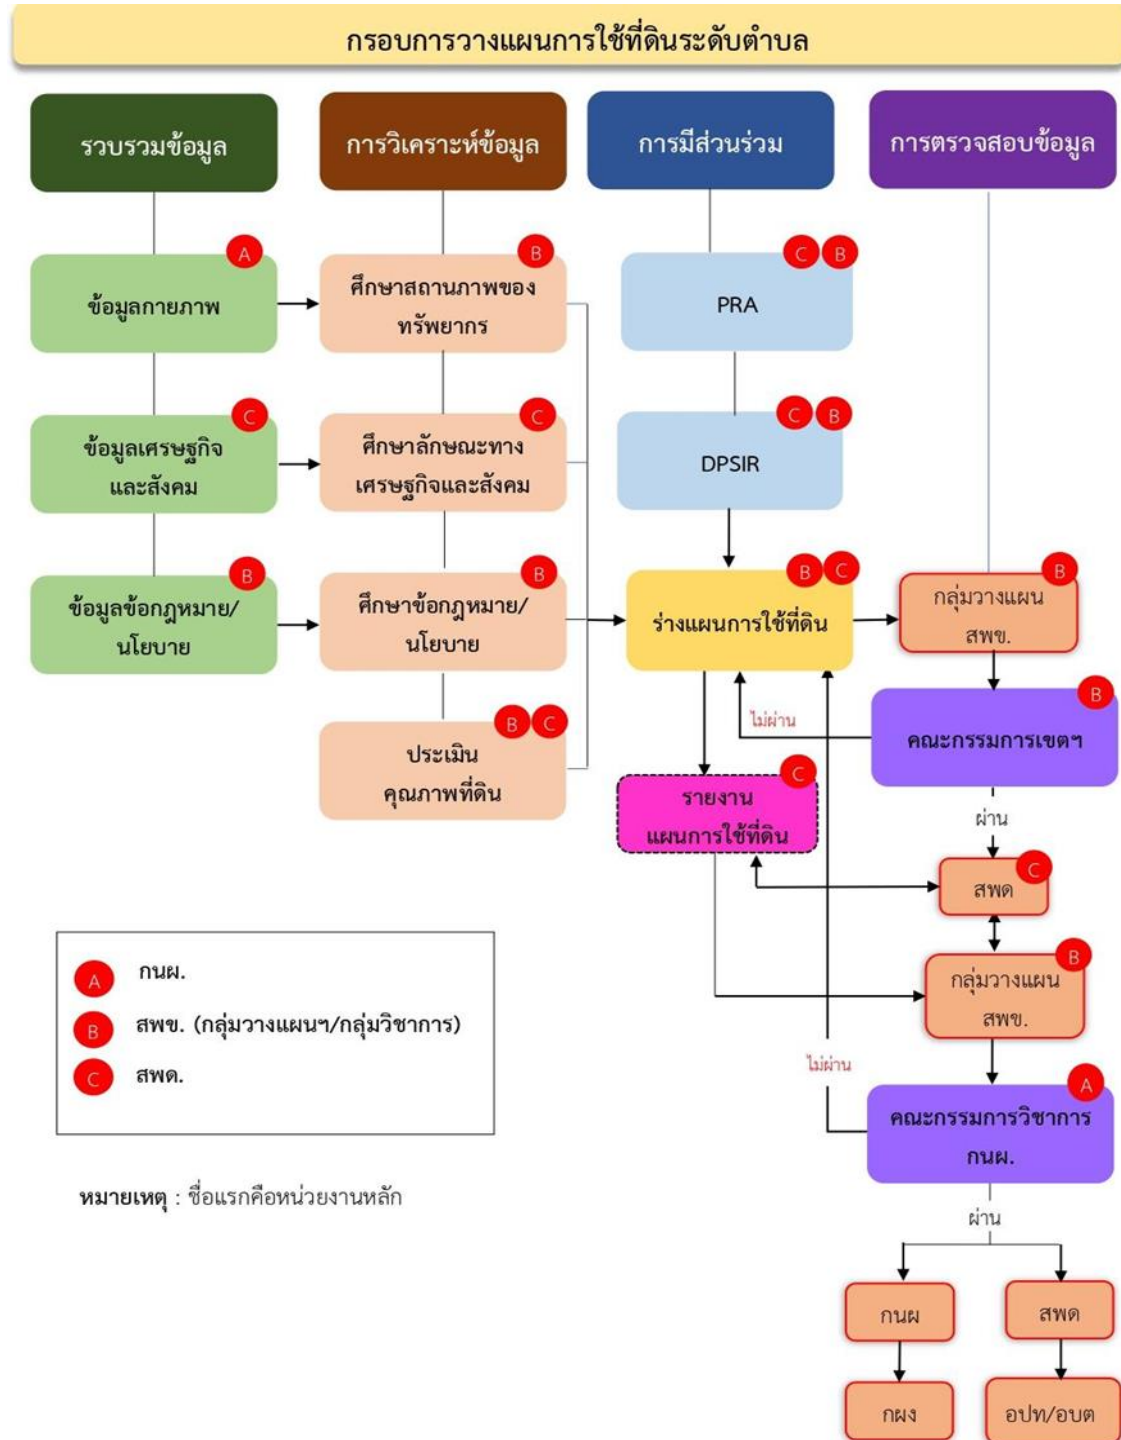 กรอบการวางแผนการใช้ที่ดินระดับตำบล
รวบรวมข้อมูล
การวิเคราะห์ข้อมูล
การมีส่วนร่วม
การตรวจสอบข้อมูล
A
ข้อมูลกายภาพ
B
ศึกษาสถานภาพของ
ทรัพยากร
C B
PRA
C
ข้อมูลเศรษฐกิจ
และสังคม
C
ศึกษาลักษณะทาง
เศรษฐกิจและสังคม
C B
DPSIR
B
ข้อมูลข้อกฎหมาย/
นโยบาย
B
ศึกษาข้อกฎหมาย/
นโยบาย
B C
ร่างแผนการใช้ที่ดิน
B
กลุ่มวางแผน
สพข.
B C
ประเมิน
คุณภาพที่ดิน
ไม่ผ่าน
B
คณะกรรมการเขตฯ
C
รายงาน
แผนการใช้ที่ดิน
ผ่าน
C
สพด
B
กลุ่มวางแผน
สพข.
A กนผ.
B สพข. (กลุ่มวางแผนฯ/กลุ่มวิชาการ)
C สพด.
ไม่ผ่าน
A
คณะกรรมการวิชาการ
กนผ.
หมายเหตุ : ชื่อแรกคือหน่วยงานหลัก
ผ่าน
กนผ
สพด
กผง
อปท/อบต